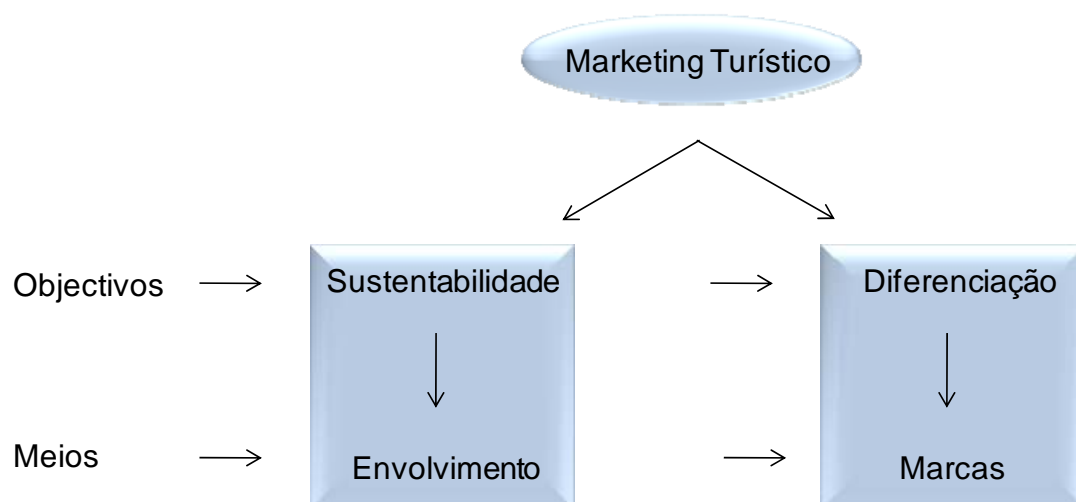 Marketing Turístico
Objectivos
Sustentabilidade
Diferenciação
Meios
Envolvimento
Marcas